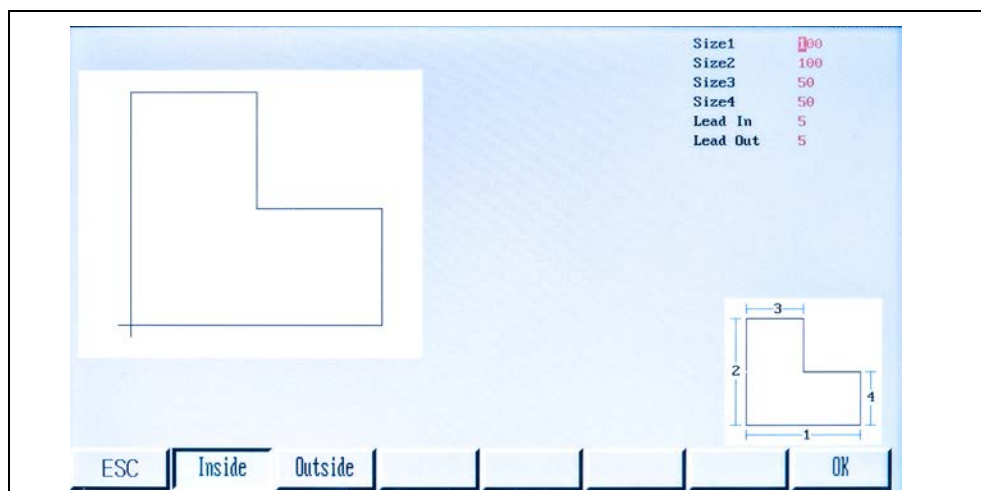 Size1 100
Size2 100
Size3 50
Size4 50
Lead In 5
Lead Out 5
3
2
4
1
ESC Inside Outside OK